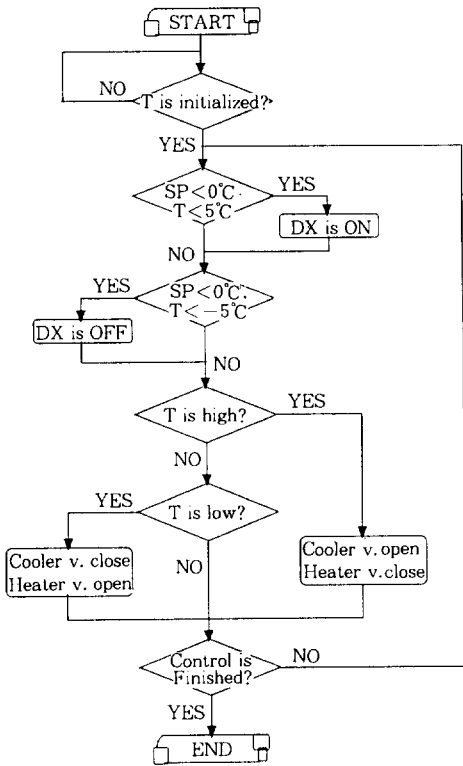 START
NO
T is initialized?
YES
SP<0℃.
T<5℃
YES
DX is ON
NO
YES
SP<0℃.
T<-5℃
DX is OFF
NO
T is high?
YES
NO
YES
T is low?
Cooler v. close
Heater v. open
NO
Cooler v. open
Heater v. close
Control is
Finished?
NO
YES
END